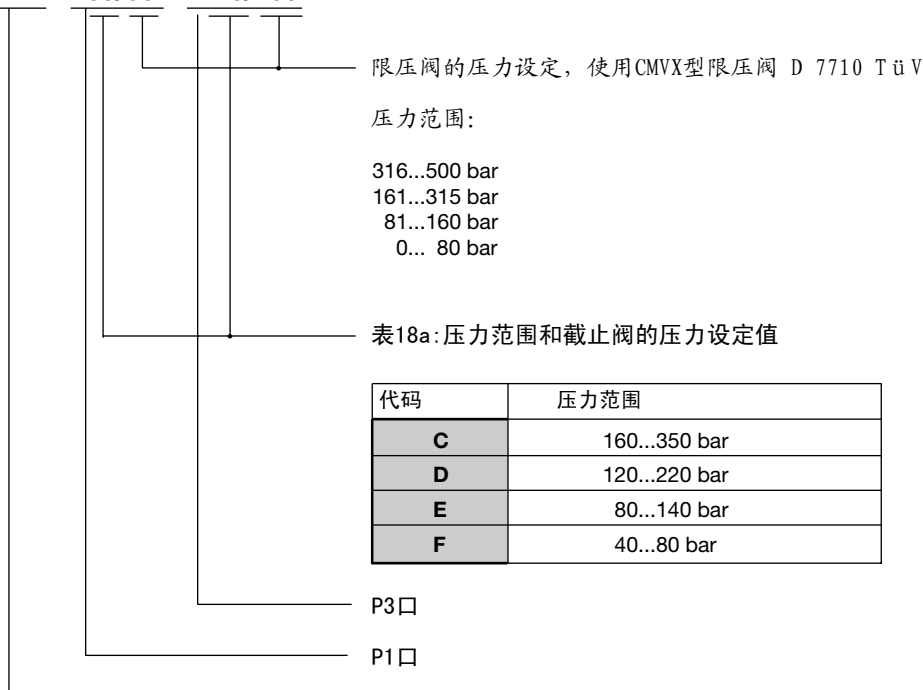 限压阀的压力设定，使用CMVX型限压阀 D 7710 TüV
压力范围：
316...500 bar
161...315 bar
81...160 bar
0... 80 bar
表18a:压力范围和截止阀的压力设定值
代码 压力范围
C 160...350 bar
D 120...220 bar
E 80...140 bar
F 40...80 bar
P3口
P1口